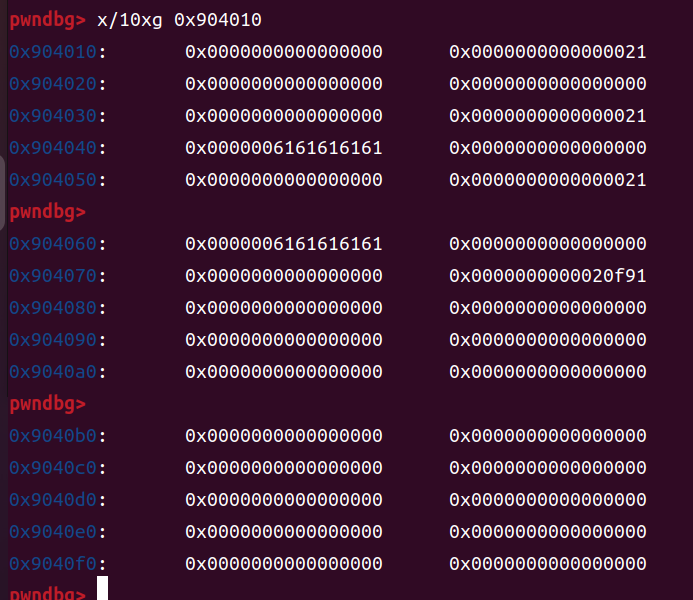 pwndbg> x/10xg 0x904010
0x904010: 0x0000000000000000 0x0000000000000021
0x904020: 0x0000000000000000 0x0000000000000000
0x904030: 0x0000000000000000 0x0000000000000021
0x904040: 0x0000006161616161 0x0000000000000000
0x904050: 0x0000000000000000 0x0000000000000021
pwndbg>
0x904060: 0x0000006161616161 0x0000000000000000
0x904070: 0x0000000000000000 0x0000000000020f91
0x904080: 0x0000000000000000 0x0000000000000000
0x904090: 0x0000000000000000 0x0000000000000000
0x9040a0: 0x0000000000000000 0x0000000000000000
pwndbg>
0x9040b0: 0x0000000000000000 0x0000000000000000
0x9040c0: 0x0000000000000000 0x0000000000000000
0x9040d0: 0x0000000000000000 0x0000000000000000
0x9040e0: 0x0000000000000000 0x0000000000000000
0x9040f0: 0x0000000000000000 0x0000000000000000
pwndbg>